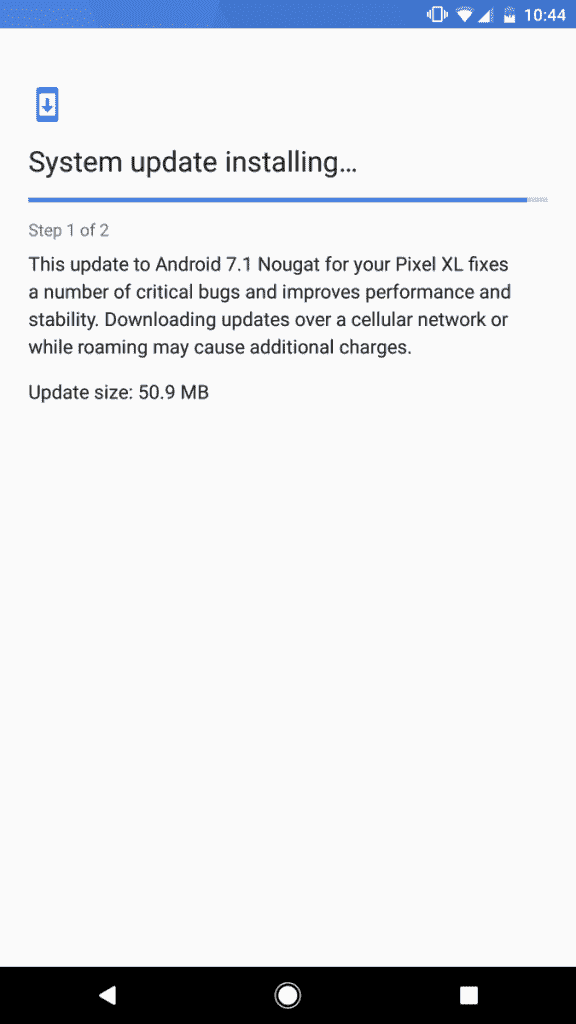 10:44
System update installing…
Step 1 of 2
This update to Android 7.1 Nougat for your Pixel XL fixes
a number of critical bugs and improves performance and
stability. Downloading updates over a cellular network or
while roaming may cause additional charges.
Update size: 50.9 MB